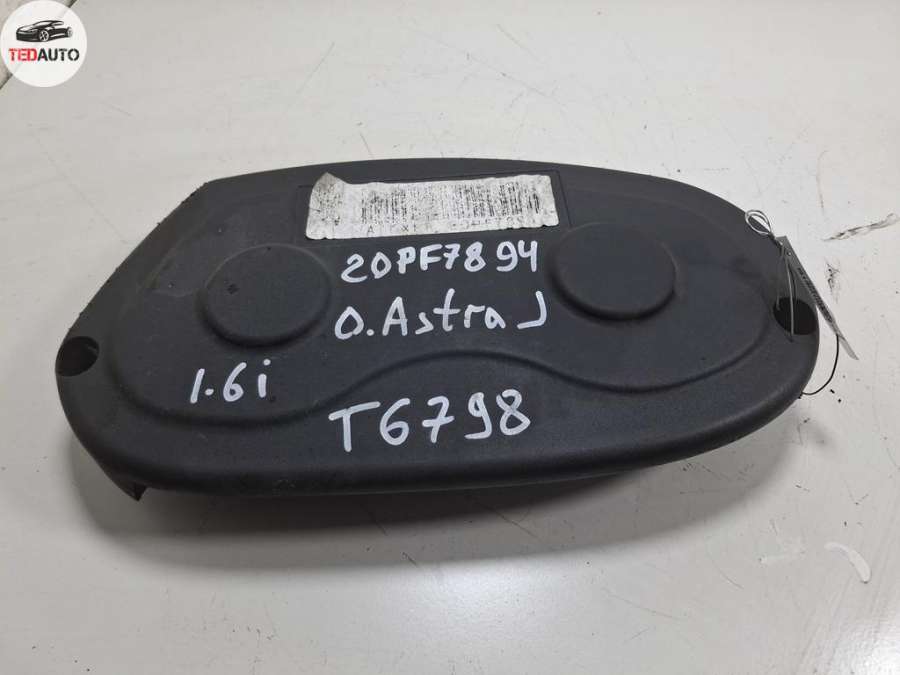 TEDAUTO
20PF7894
O. Astra J
1.6i
T6798